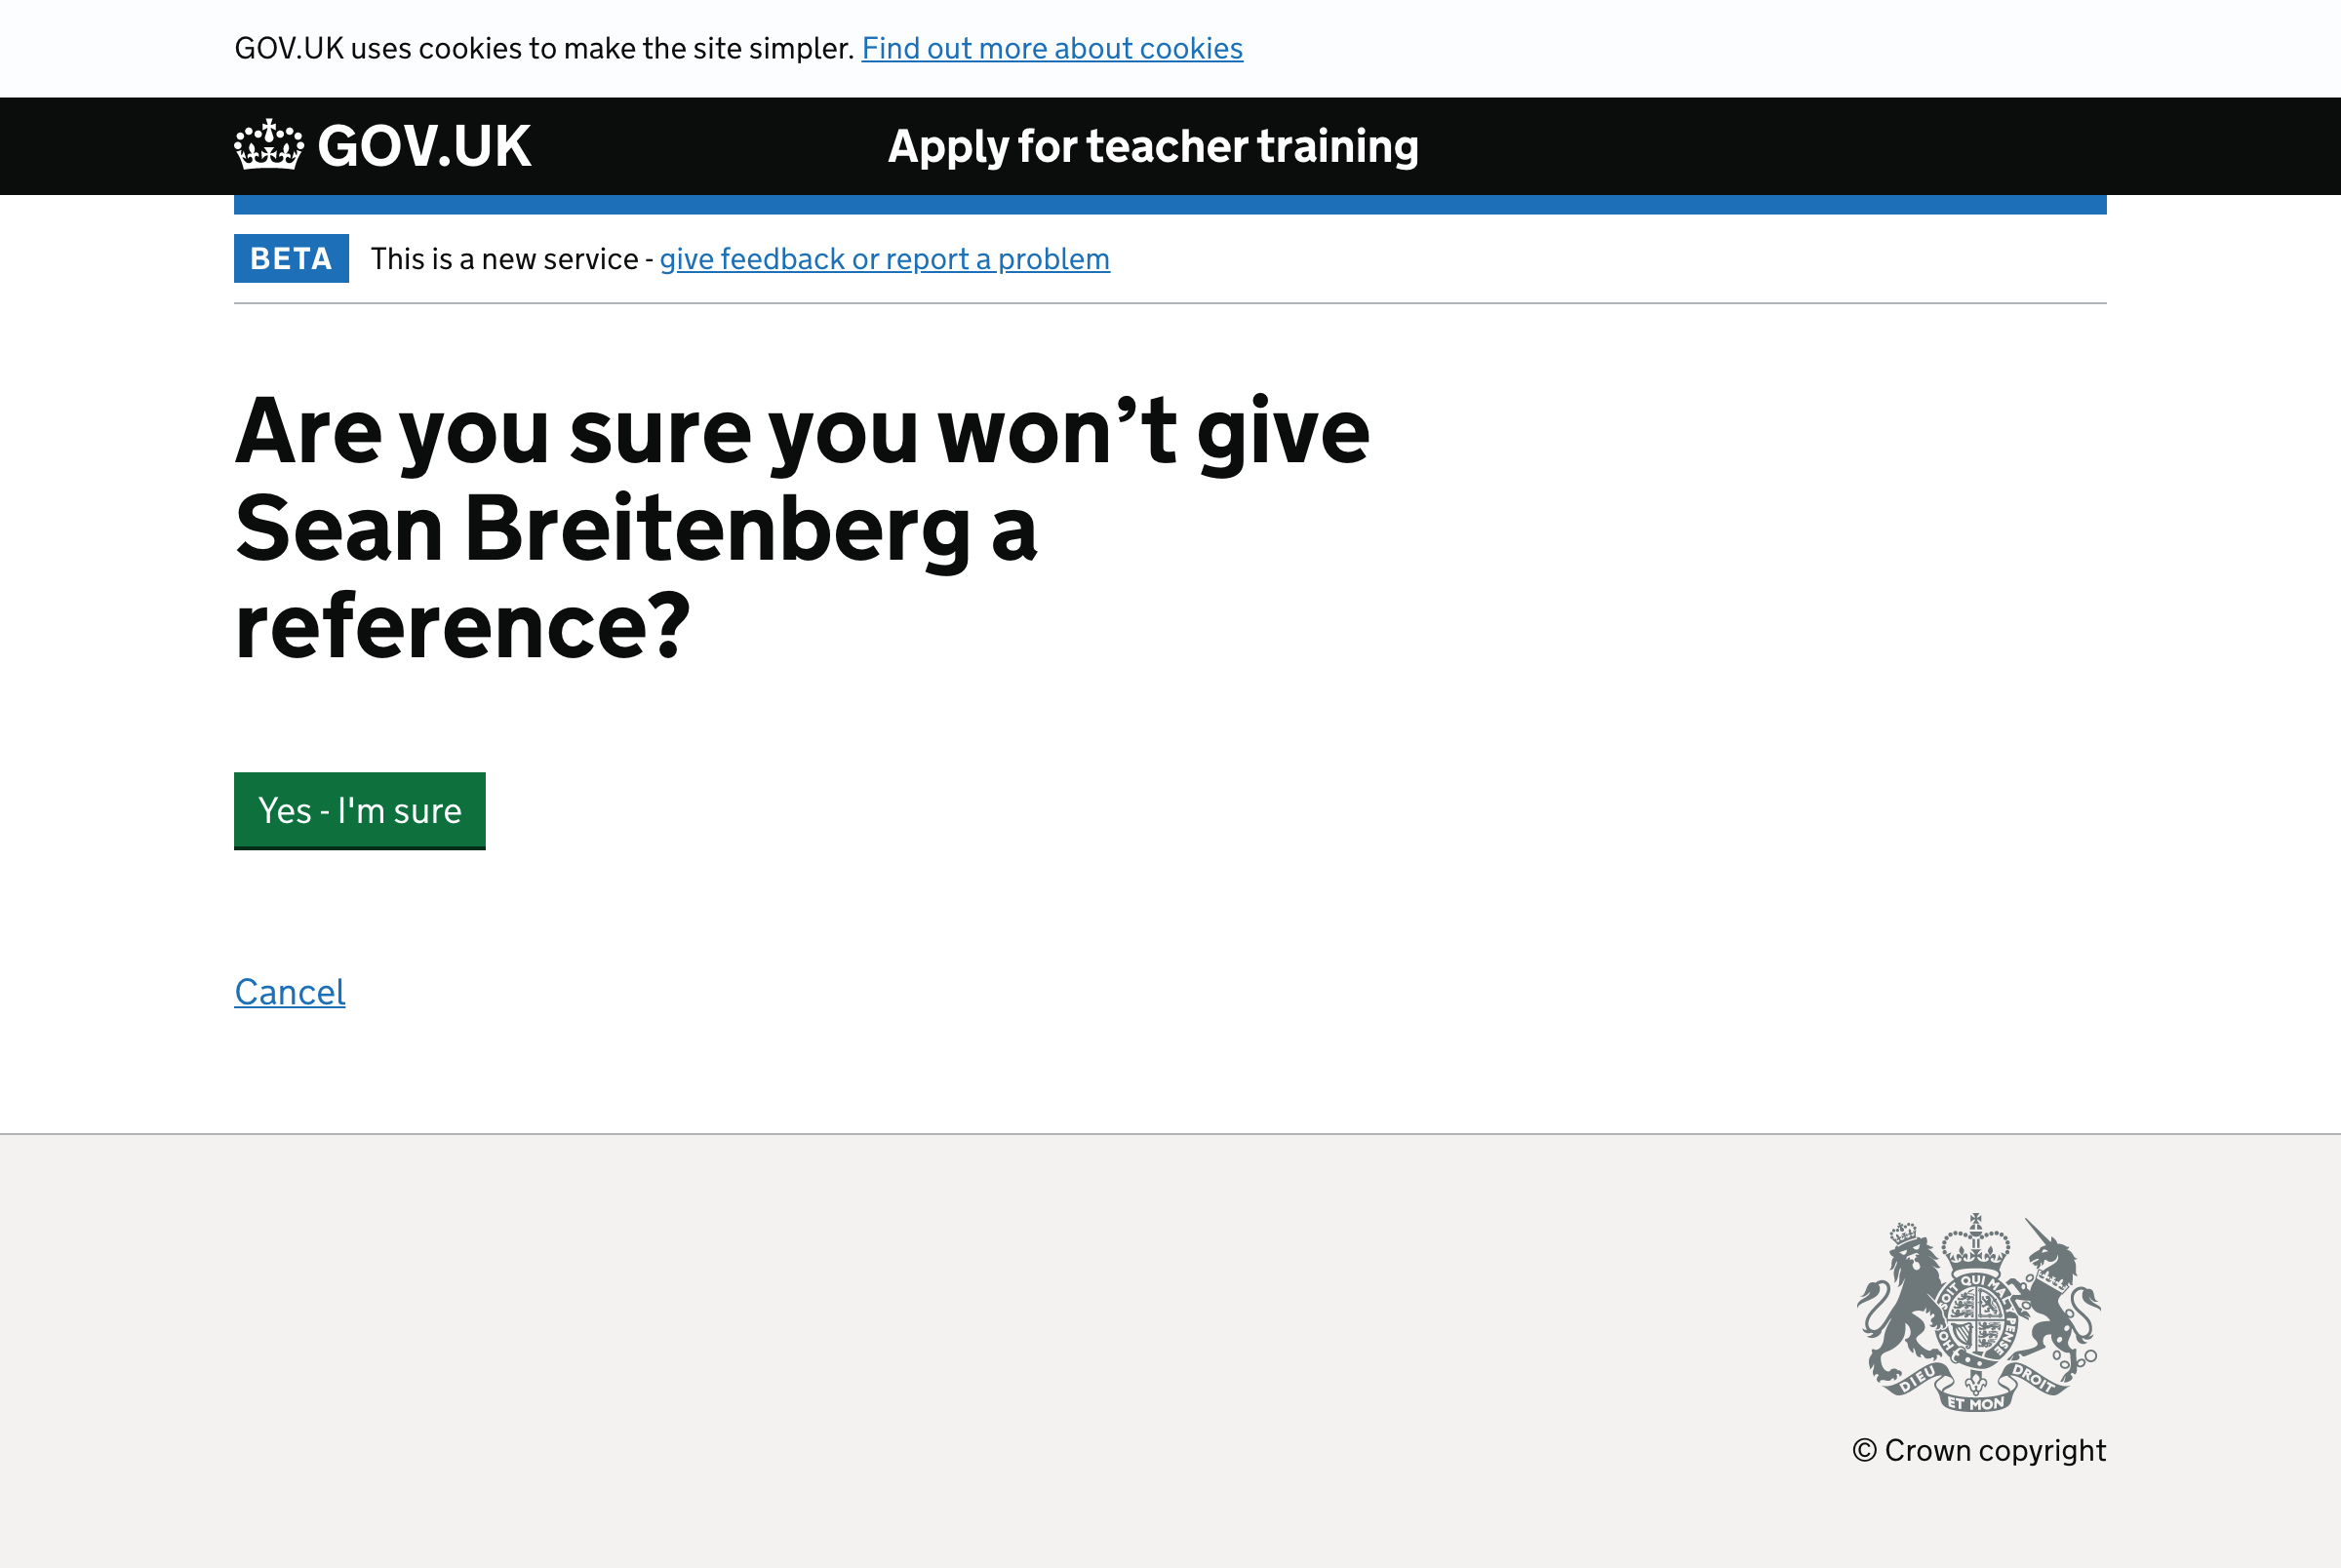 GOV.UK uses cookies to make the site simpler. Find out more about cookies
GOV.UK Apply for teacher training
BETA This is a new service - give feedback or report a problem
Are you sure you won’t give
Sean Breitenberg a
reference?
Yes - I'm sure
Cancel
SOIT QUI MAL
PENSE
DIEU ET MON DROIT
© Crown copyright